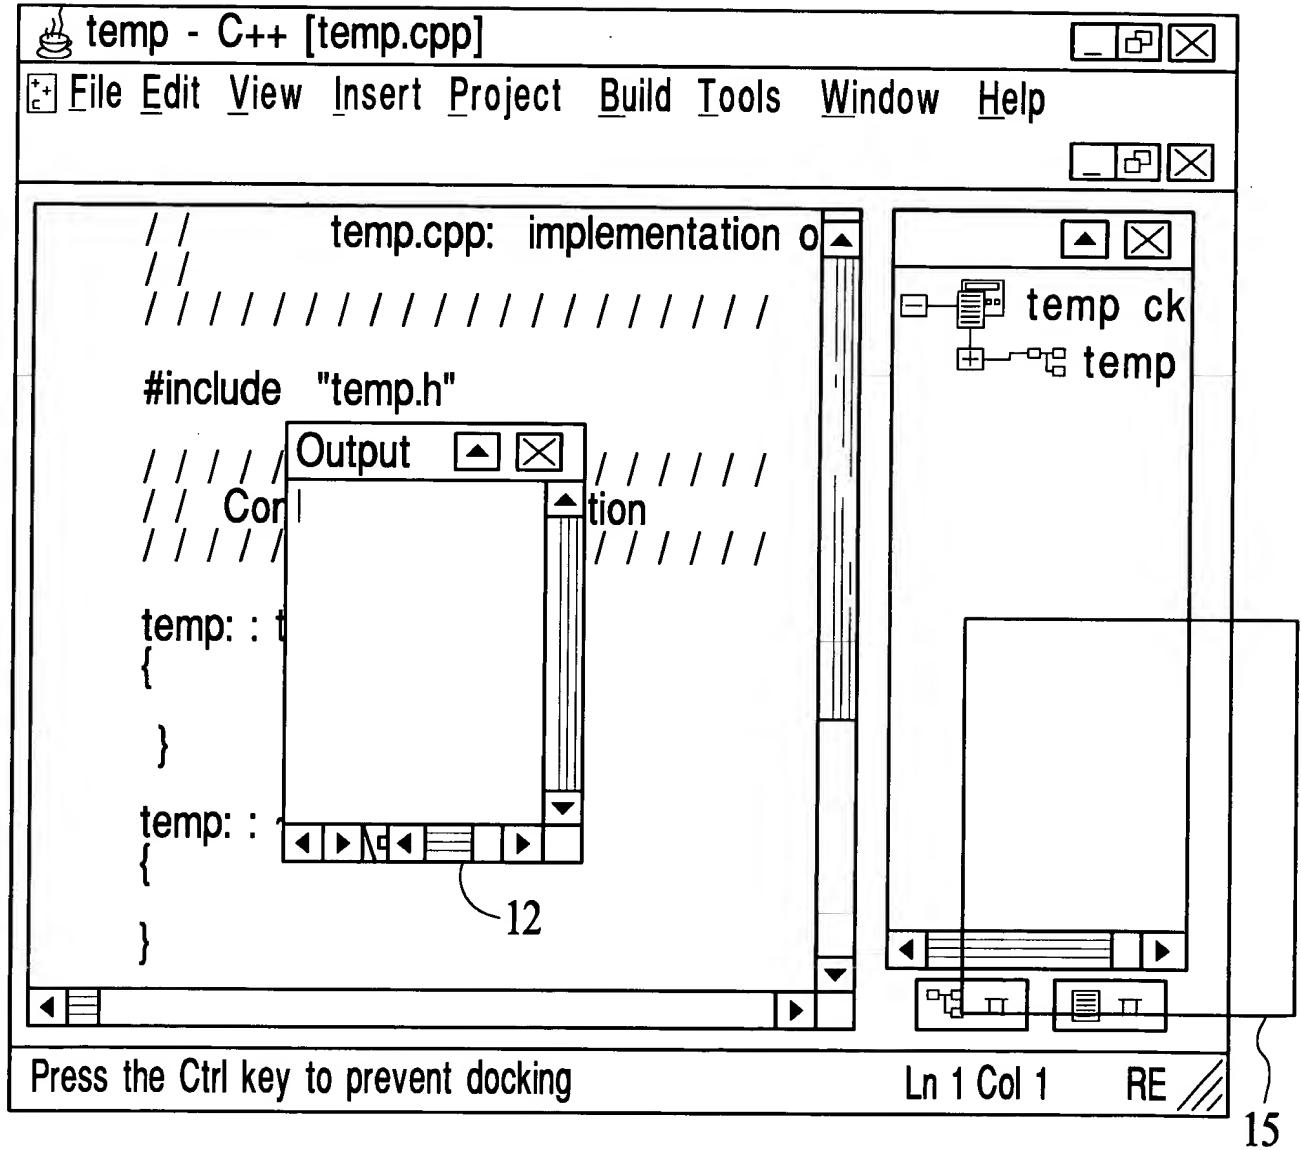 temp - C++ [temp.cpp]
File Edit View Insert Project Build Tools Window Help
// temp.cpp: implementation o
//
////////////////////
temp ck
temp
#include "temp.h"
Output
///// //////
// Con tion
///// //////
temp: : t
{
}
temp: : ~
{
}
12
Press the Ctrl key to prevent docking
Ln 1 Col 1
RE
15